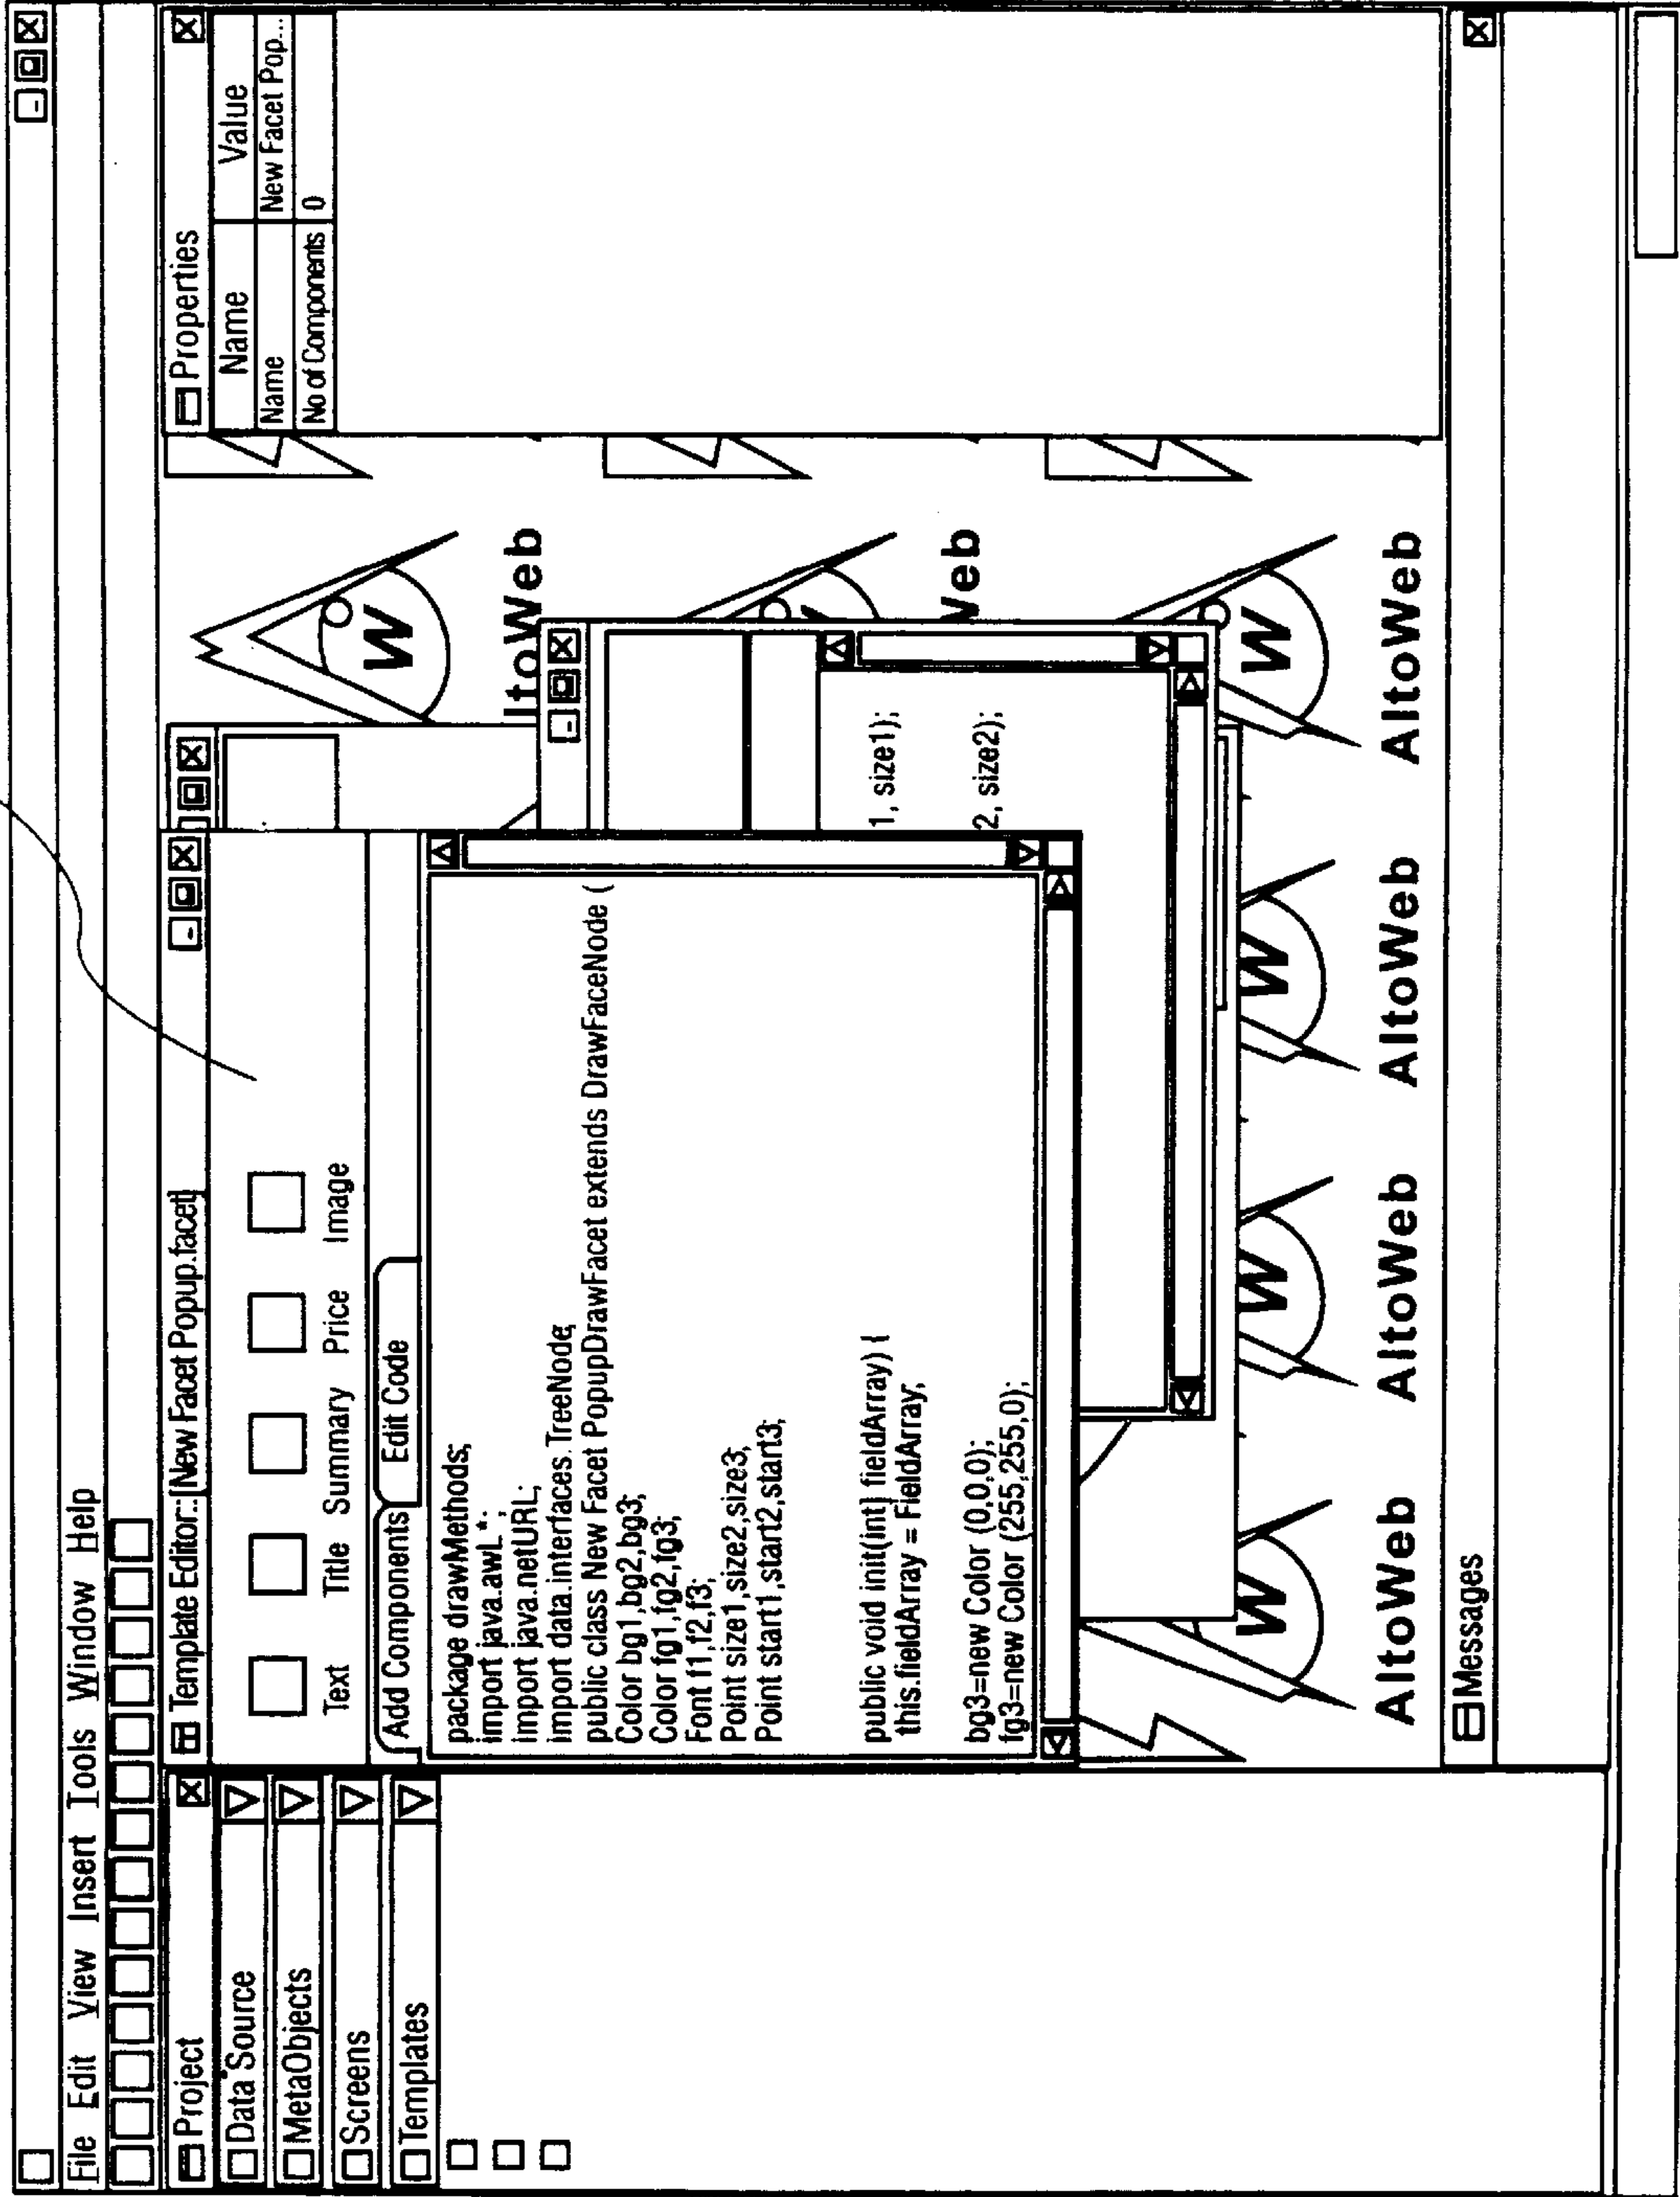 File Edit View Insert Tools Window Help
Project
Data Source
MetaObjects
Screens
Templates
Template Editor::[New Facet Popup.facet]
Text Title Summary Price Image
Add Components Edit Code
package drawMethods;
import java.awL*.;
import java.netURL;
import data.interfaces.TreeNode;
public class New Facet PopupDrawFacet extends DrawFaceNode (
Color bg1,bg2,bg3;
Color fg1,fg2,fg3;
Font f1,f2,f3;
Point size1,size2,size3;
Point start1,start2,start3;
public void init(int] fieldArray) {
this.fieldArray = FieldArray,
bg3=new Color (0,0,0);
fg3=new Color (255,255,0);
1, size1);
2, size2);
Properties
Name Value
Name New Facet Pop...
No of Components 0
W
ltoWeb
Web
W
AltoWeb
W
AltoWeb
W
AltoWeb
W
AltoWeb
Messages